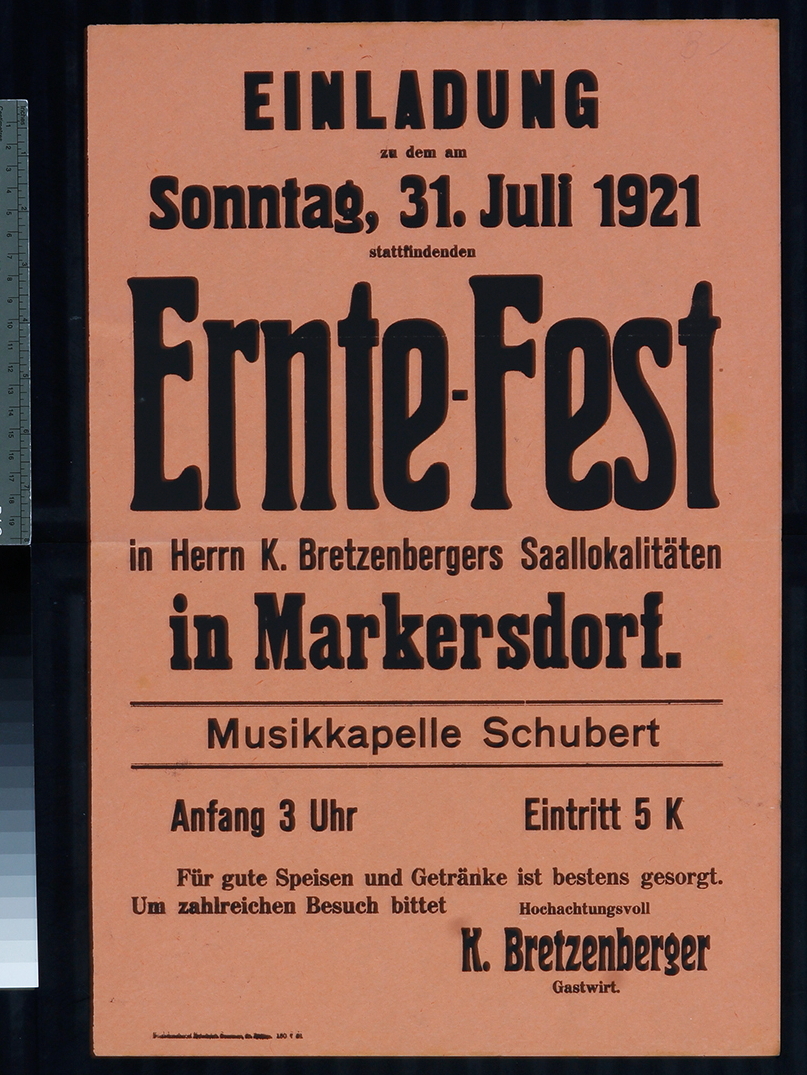 EINLADUNG
zu dem am
Sonntag, 31. Juli 1921
stattfindenden
Ernte-Fest
in Herrn K. Bretzenbergers Saallokalitäten
in Markersdorf.
Musikkapelle Schubert
Anfang 3 Uhr Eintritt 5 K
Für gute Speisen und Getränke ist bestens gesorgt.
Um zahlreichen Besuch bittet Hochachtungsvoll
K. Bretzenberger
Gastwirt.